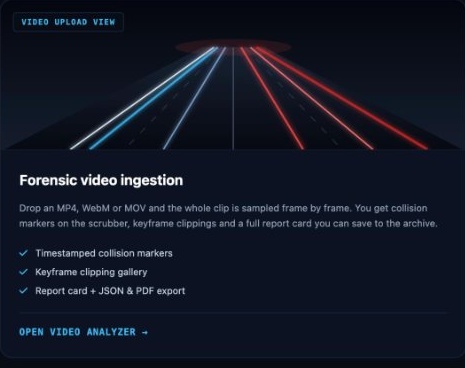 VIDEO UPLOAD VIEW
Forensic video ingestion
Drop an MP4, WebM or MOV and the whole clip is sampled frame by frame. You get collision
markers on the scrubber, keyframe clippings and a full report card you can save to the archive.
Timestamped collision markers
Keyframe clipping gallery
Report card + JSON & PDF export
OPEN VIDEO ANALYZER →